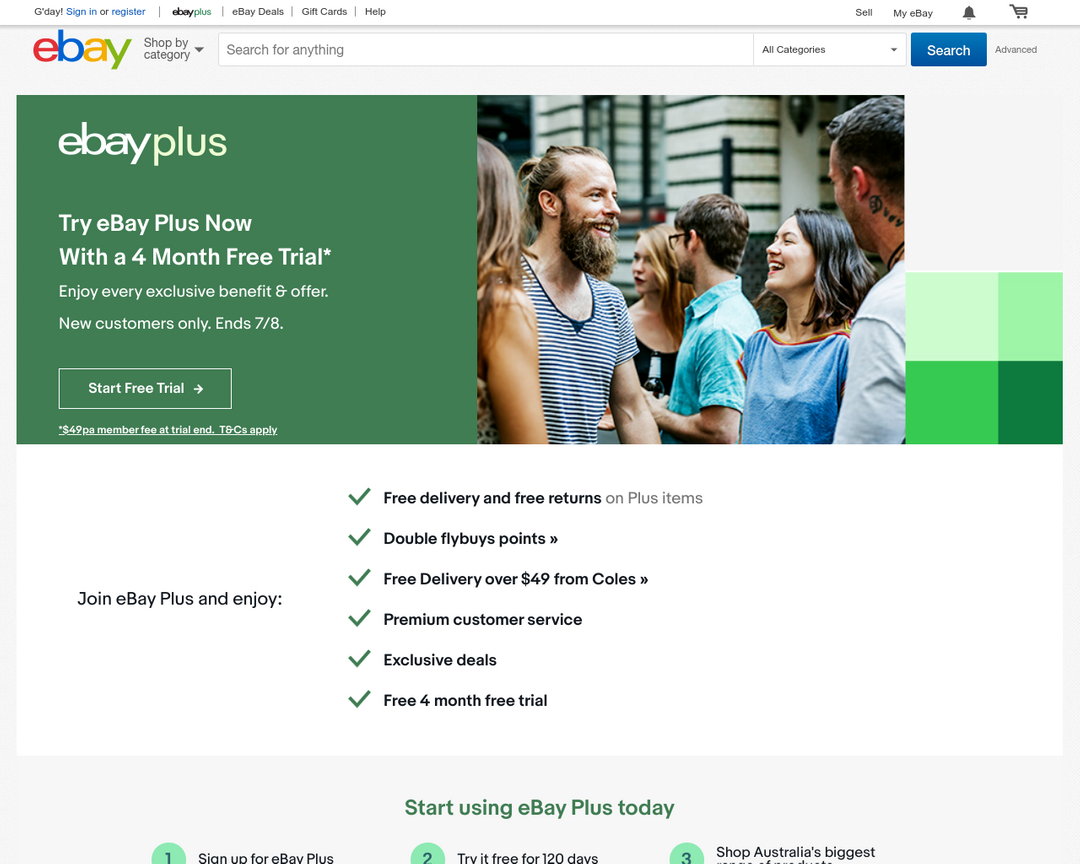 G'day! Sign in or register | ebayplus | eBay Deals | Gift Cards | Help
Sell My eBay
ebay
Shop by
category
Search for anything
All Categories
Search
Advanced
ebayplus
Try eBay Plus Now
With a 4 Month Free Trial*
Enjoy every exclusive benefit & offer.
New customers only. Ends 7/8.
Start Free Trial →
*$49pa member fee at trial end. T&Cs apply
Join eBay Plus and enjoy:
Free delivery and free returns on Plus items
Double flybuys points »
Free Delivery over $49 from Coles »
Premium customer service
Exclusive deals
Free 4 month free trial
Start using eBay Plus today
1 Sign up for eBay Plus
2 Try it free for 120 days
3 Shop Australia's biggest
range of products